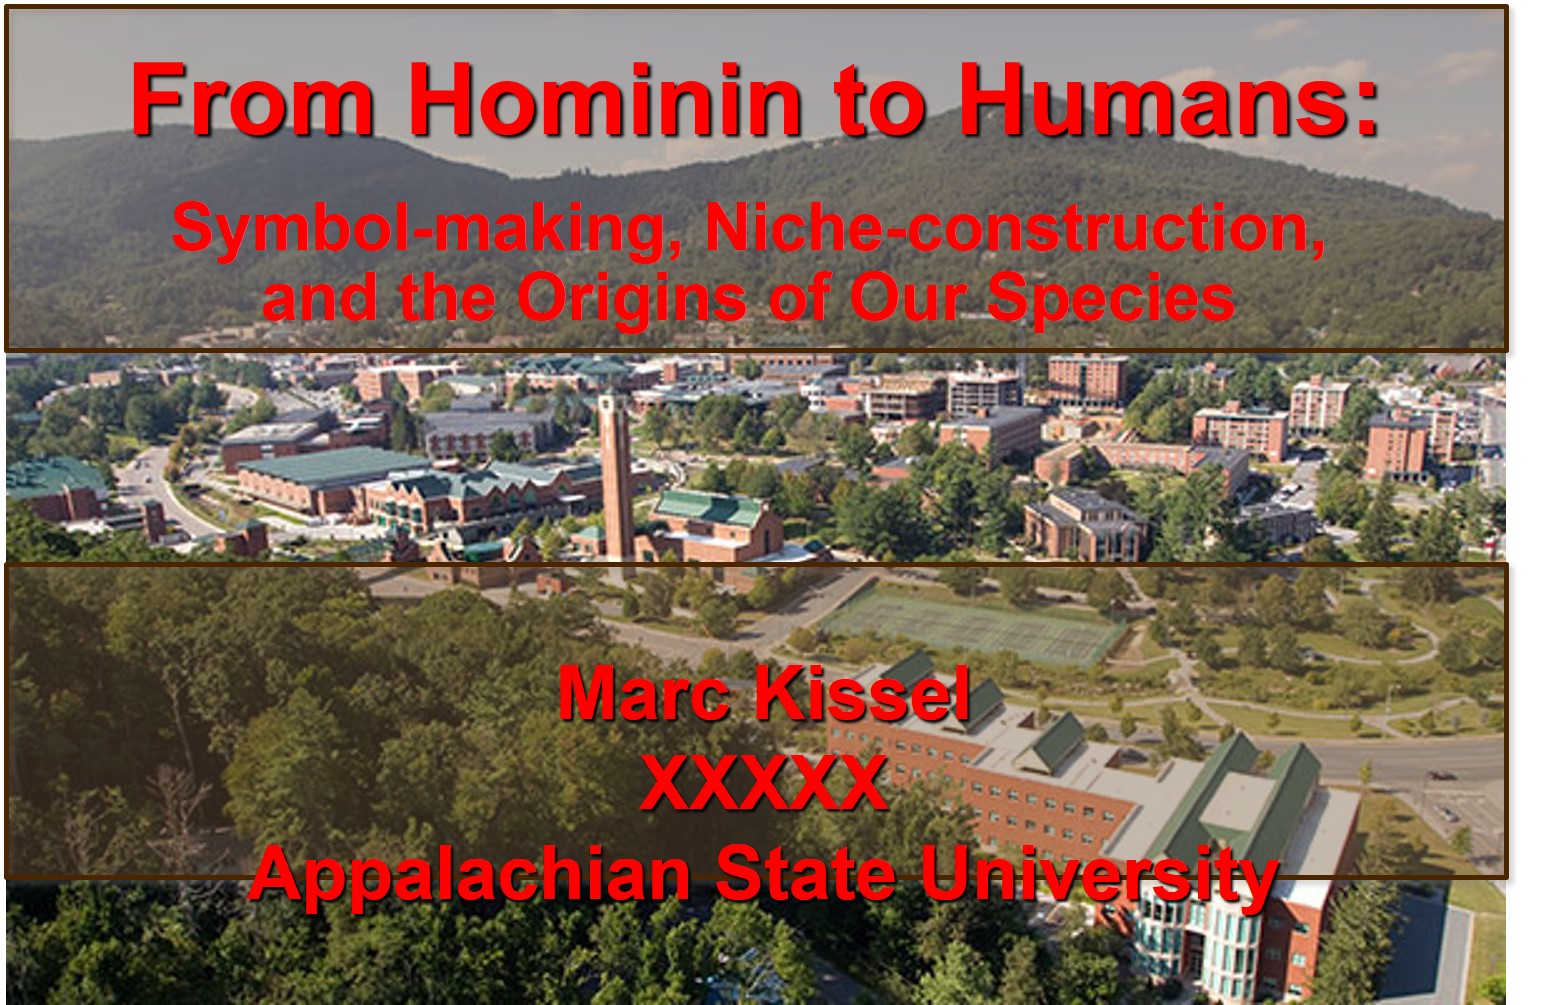 From Hominin to Humans:
Symbol-making, Niche-construction,
and the Origins of Our Species
Marc Kissel
XXXXX
Appalachian State University